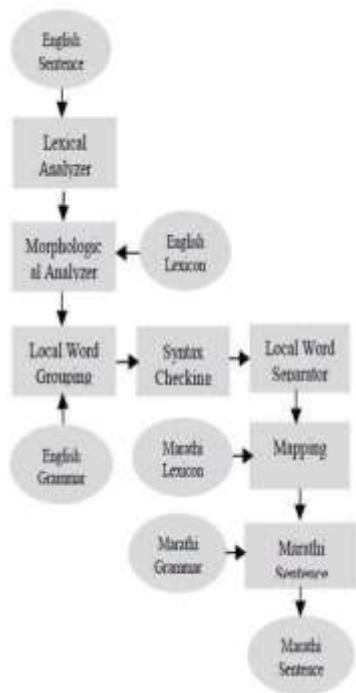 English
Sentence
Lexical
Analyzer
Morphologic
al Analyzer
English
Lexicon
Local Word
Grouping
Syntax
Checking
Local Word
Separator
English
Grammar
Marathi
Lexicon
Mapping
Marathi
Grammar
Marathi
Sentence
Marathi
Sentence